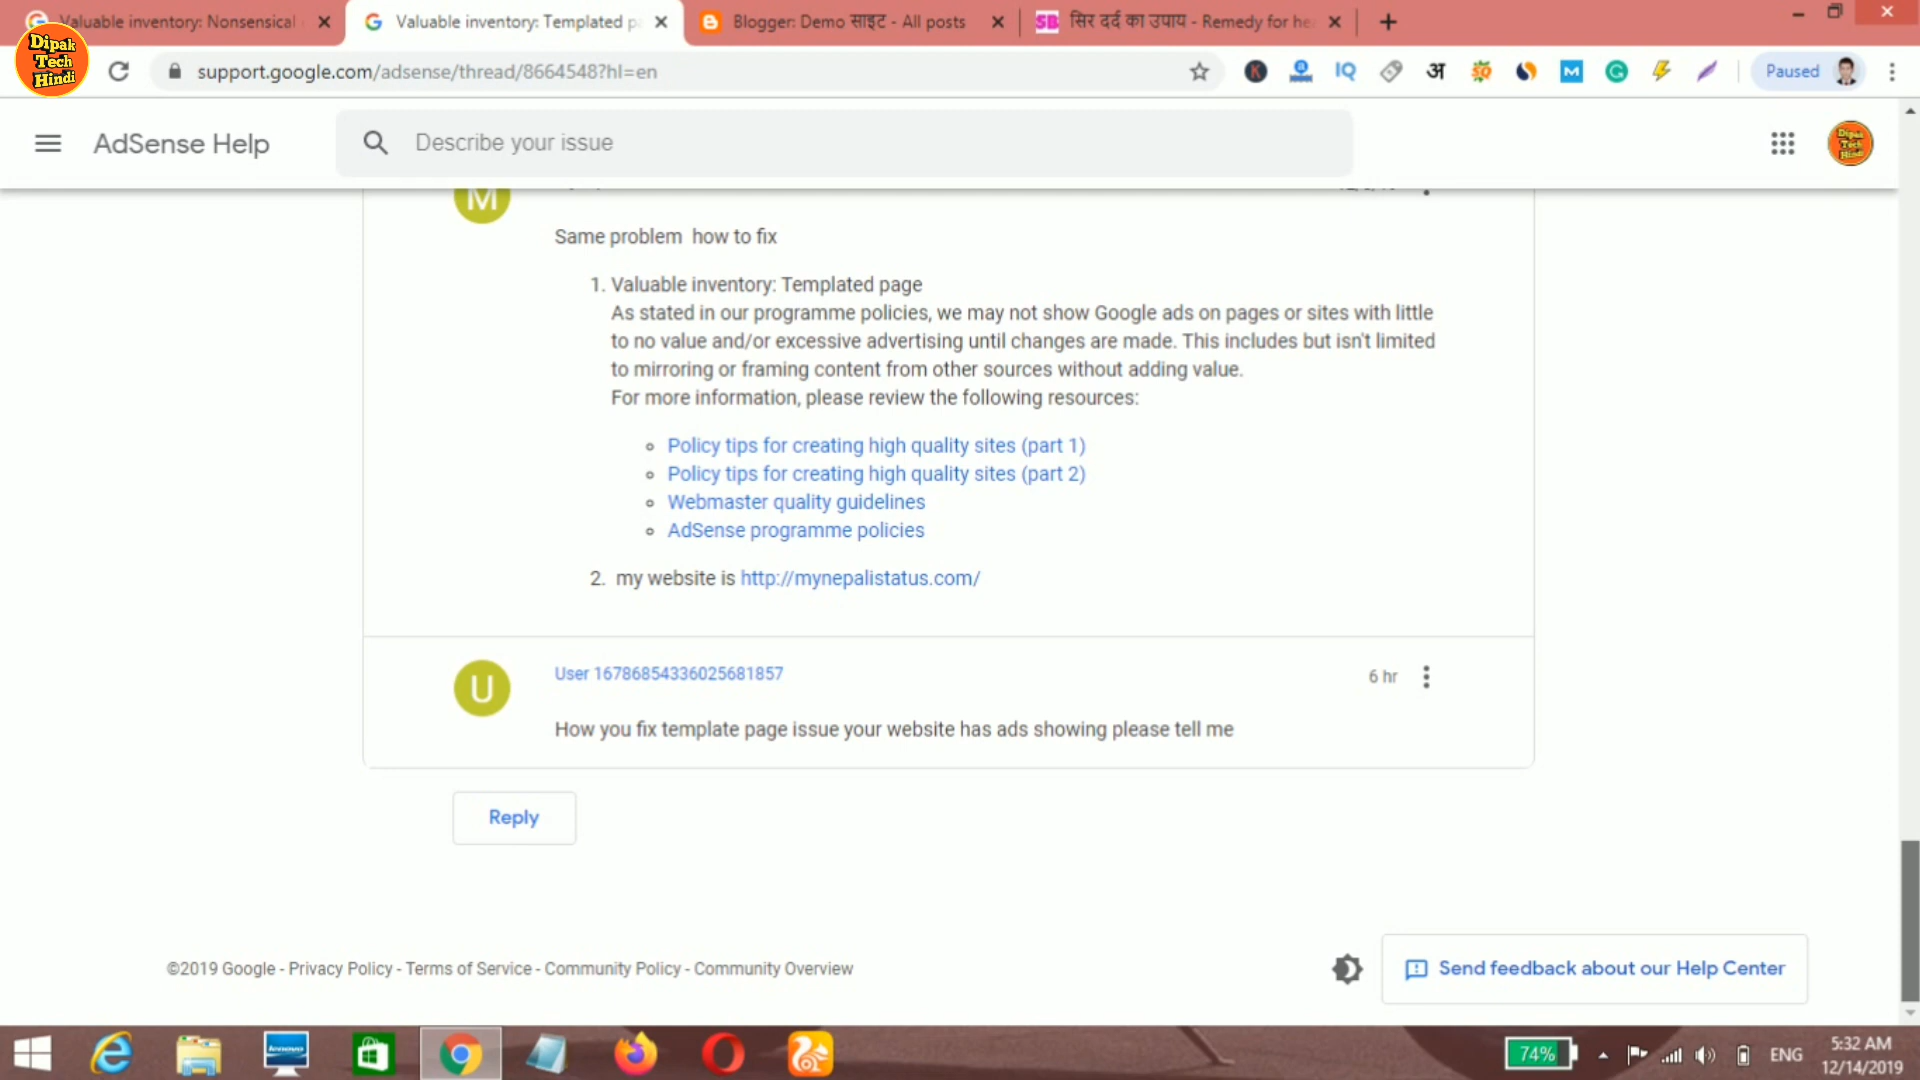 Valuable inventory: Nonsensical
Valuable inventory: Templated pa
Blogger: Demo साइट - All posts
SB सिर दर्द का उपाय - Remedy for he
Dipak
Tech
Hindi
support.google.com/adsense/thread/8664548?hl=en
IQ
अ
Paused
AdSense Help
Describe your issue
Dipak
Tech
Hindi
M
Same problem  how to fix
1. Valuable inventory: Templated page
As stated in our programme policies, we may not show Google ads on pages or sites with little
to no value and/or excessive advertising until changes are made. This includes but isn't limited
to mirroring or framing content from other sources without adding value.
For more information, please review the following resources:
Policy tips for creating high quality sites (part 1)
Policy tips for creating high quality sites (part 2)
Webmaster quality guidelines
AdSense programme policies
2. my website is http://mynepalistatus.com/
U
User 16786854336025681857
6 hr
How you fix template page issue your website has ads showing please tell me
Reply
©2019 Google - Privacy Policy - Terms of Service - Community Policy - Community Overview
Send feedback about our Help Center
lenovo
74%
ENG
5:32 AM
12/14/2019